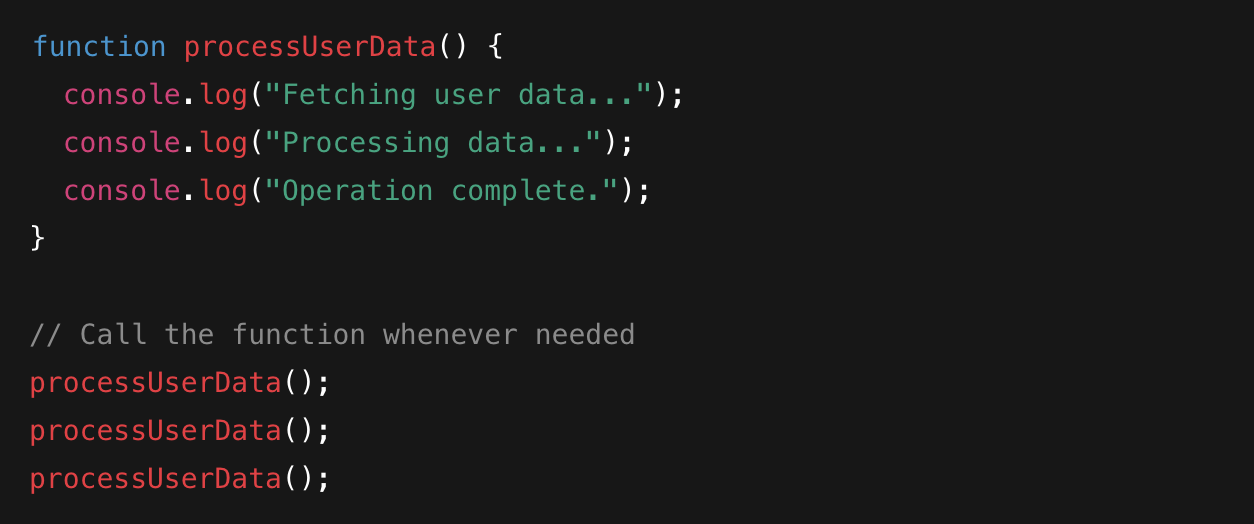 function processUserData() {
  console.log("Fetching user data...");
  console.log("Processing data...");
  console.log("Operation complete.");
}

// Call the function whenever needed
processUserData();
processUserData();
processUserData();